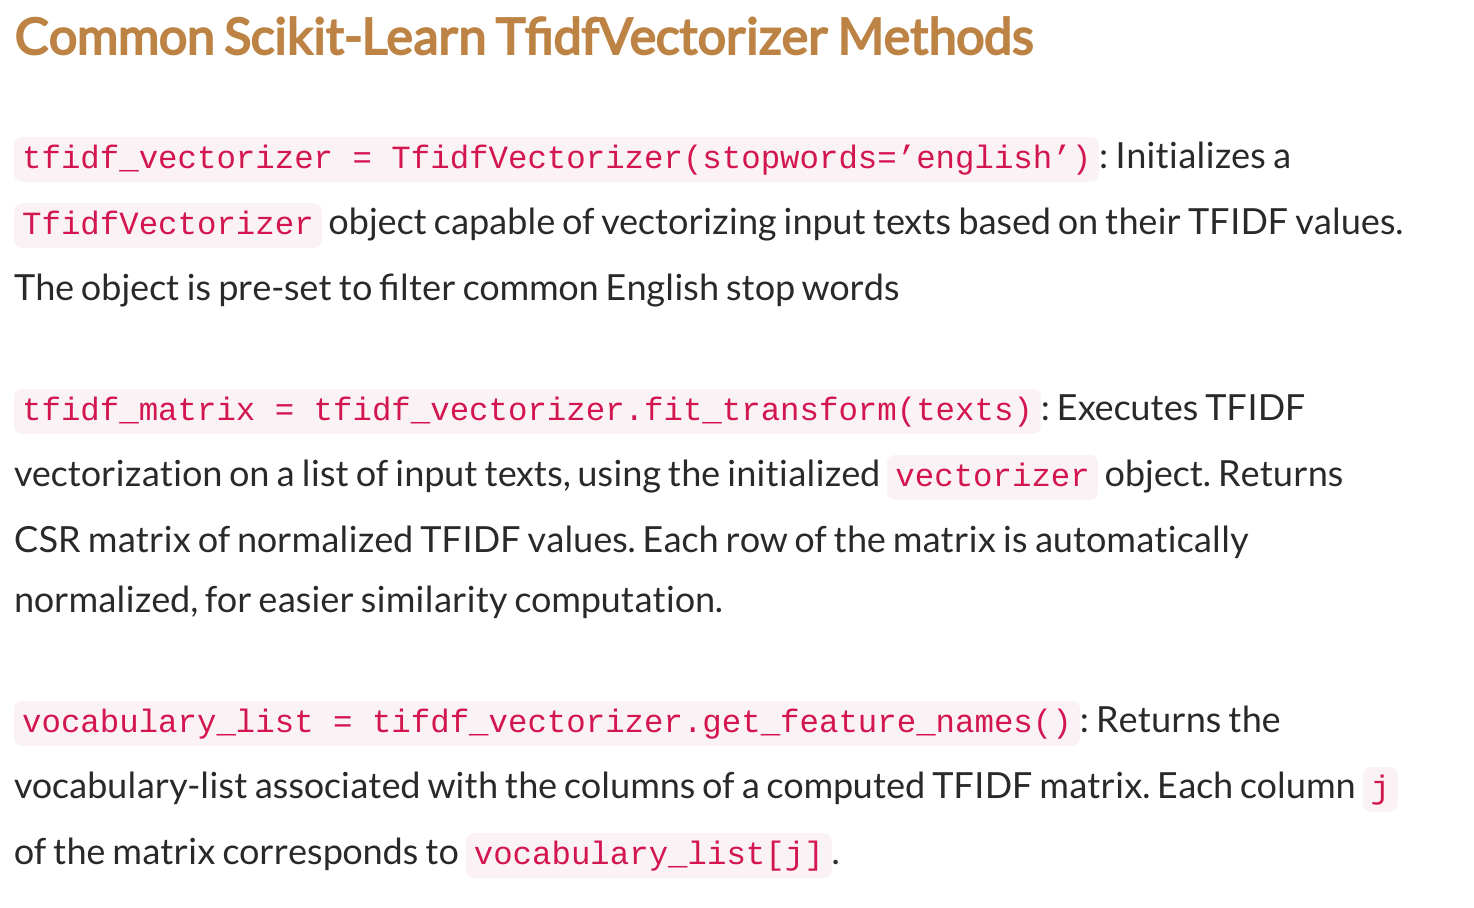 Common Scikit-Learn TfidfVectorizer Methods
tfidf_vectorizer = TfidfVectorizer(stopwords=’english’): Initializes a
TfidfVectorizer object capable of vectorizing input texts based on their TFIDF values.
The object is pre-set to filter common English stop words
tfidf_matrix = tfidf_vectorizer.fit_transform(texts): Executes TFIDF
vectorization on a list of input texts, using the initialized vectorizer object. Returns
CSR matrix of normalized TFIDF values. Each row of the matrix is automatically
normalized, for easier similarity computation.
vocabulary_list = tifdf_vectorizer.get_feature_names(): Returns the
vocabulary-list associated with the columns of a computed TFIDF matrix. Each column j
of the matrix corresponds to vocabulary_list[j].